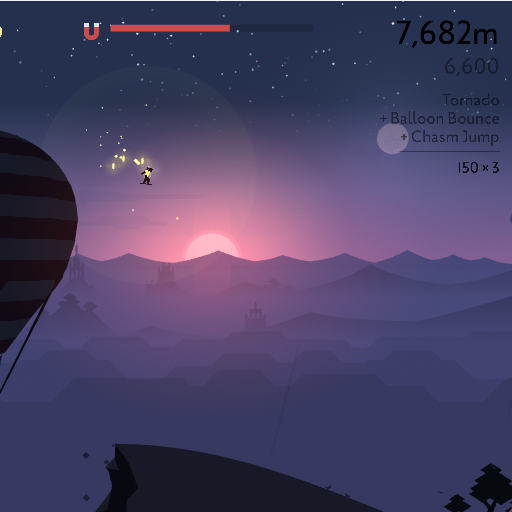 7,682m
6,600
Tornado
+ Balloon Bounce
+ Chasm Jump
150 × 3